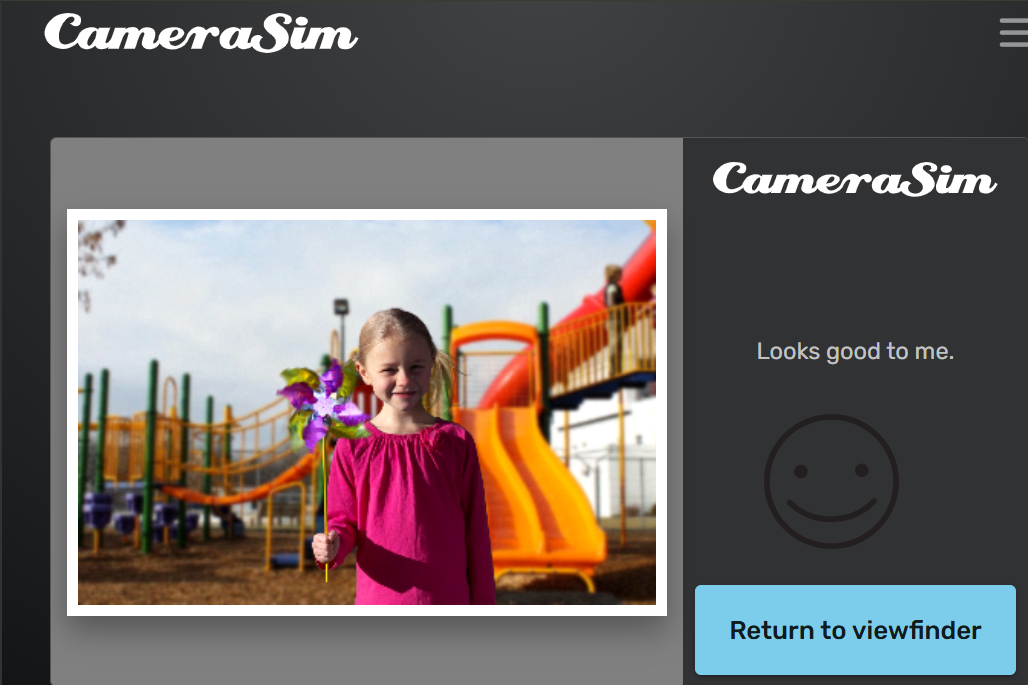 CameraSim
CameraSim
Looks good to me.
Return to viewfinder